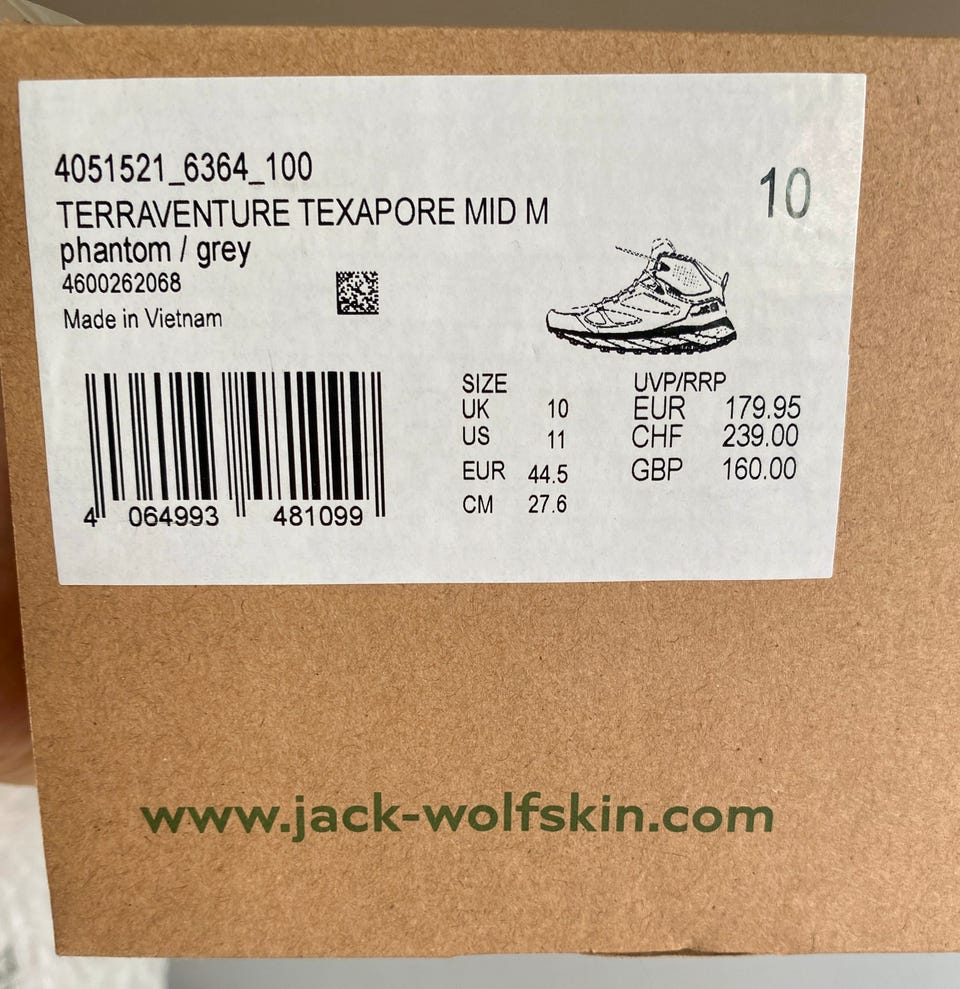 4051521_6364_100
10
TERRAVENTURE TEXAPORE MID M
phantom / grey
4600262068
Made in Vietnam
SIZE
UK 10
US 11
EUR 44.5
CM 27.6
UVP/RRP
EUR 179.95
CHF 239.00
GBP 160.00
4 064993 481099
www.jack-wolfskin.com